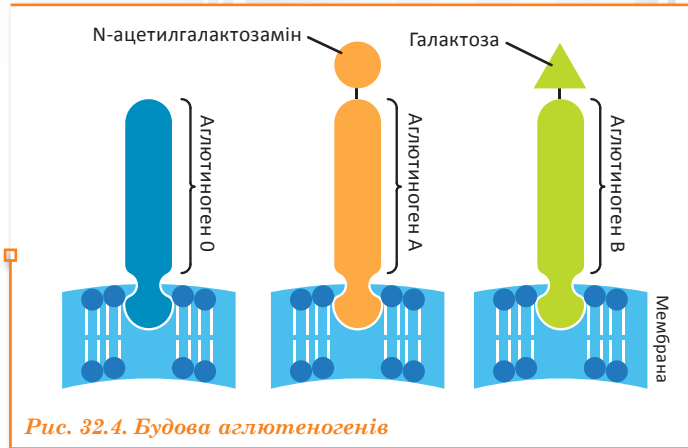 N-ацетилгалактозамін
Галактоза
Аглютиноген 0
Аглютиноген А
Аглютиноген В
Мембрана
Рис. 32.4. Будова аглютеногенів